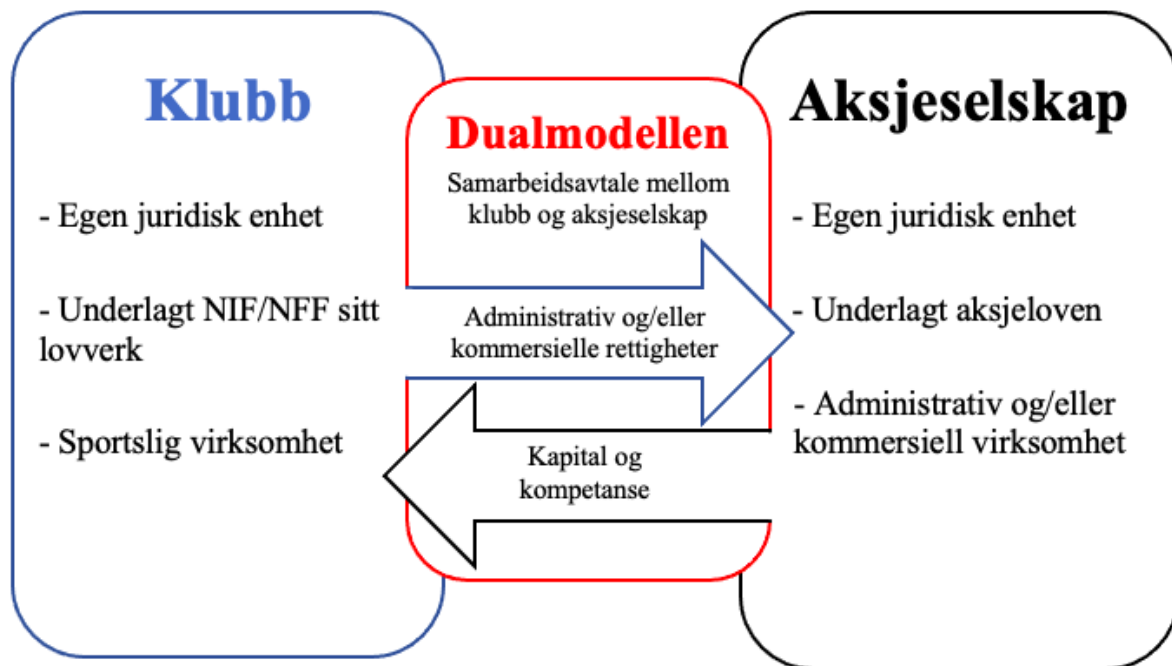 Klubb
- Egen juridisk enhet
- Underlagt NIF/NFF sitt
lovverk
- Sportslig virksomhet
Dualmodellen
Samarbeidsavtale mellom
klubb og aksjeselskap
Administrativ og/eller
kommersielle rettigheter
Kapital og
kompetanse
Aksjeselskap
- Egen juridisk enhet
- Underlagt aksjeloven
- Administrativ og/eller
kommersiell virksomhet